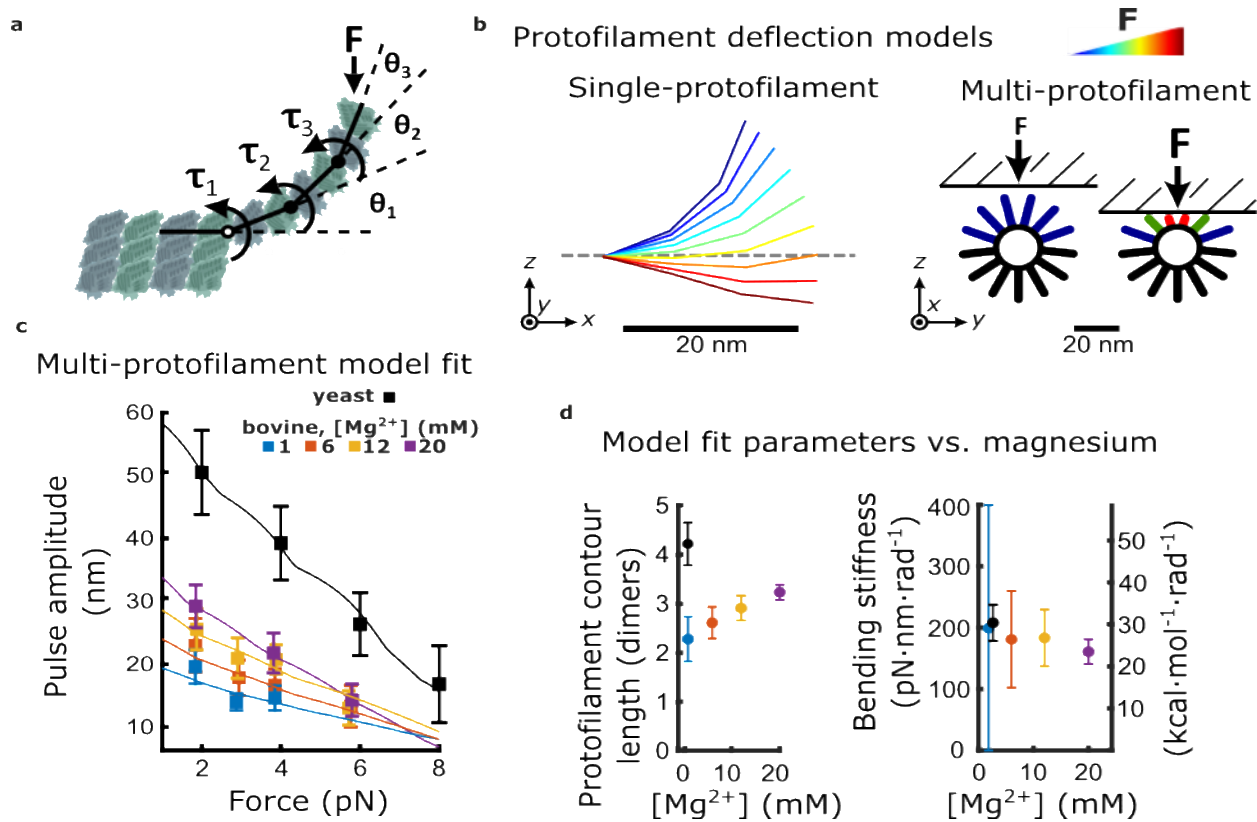 a
F
θ3
τ3
θ2
τ2
τ1
θ1
b
Protofilament deflection models
F
Single-protofilament
Multi-protofilament
F
F
z
y
x
20 nm
z
x
y
20 nm
c
Multi-protofilament model fit
yeast
bovine, [Mg2+] (mM)
1 6 12 20
60
50
40
30
20
10
Pulse amplitude
(nm)
2 4 6 8
Force (pN)
d
Model fit parameters vs. magnesium
Protofilament contour
length (dimers)
5
4
3
2
1
0
0 10 20
[Mg2+] (mM)
Bending stiffness
(pN·nm·rad-1)
400
300
200
100
0
0 10 20
[Mg2+] (mM)
50
40
30
20
10
(kcal·mol-1·rad-1)